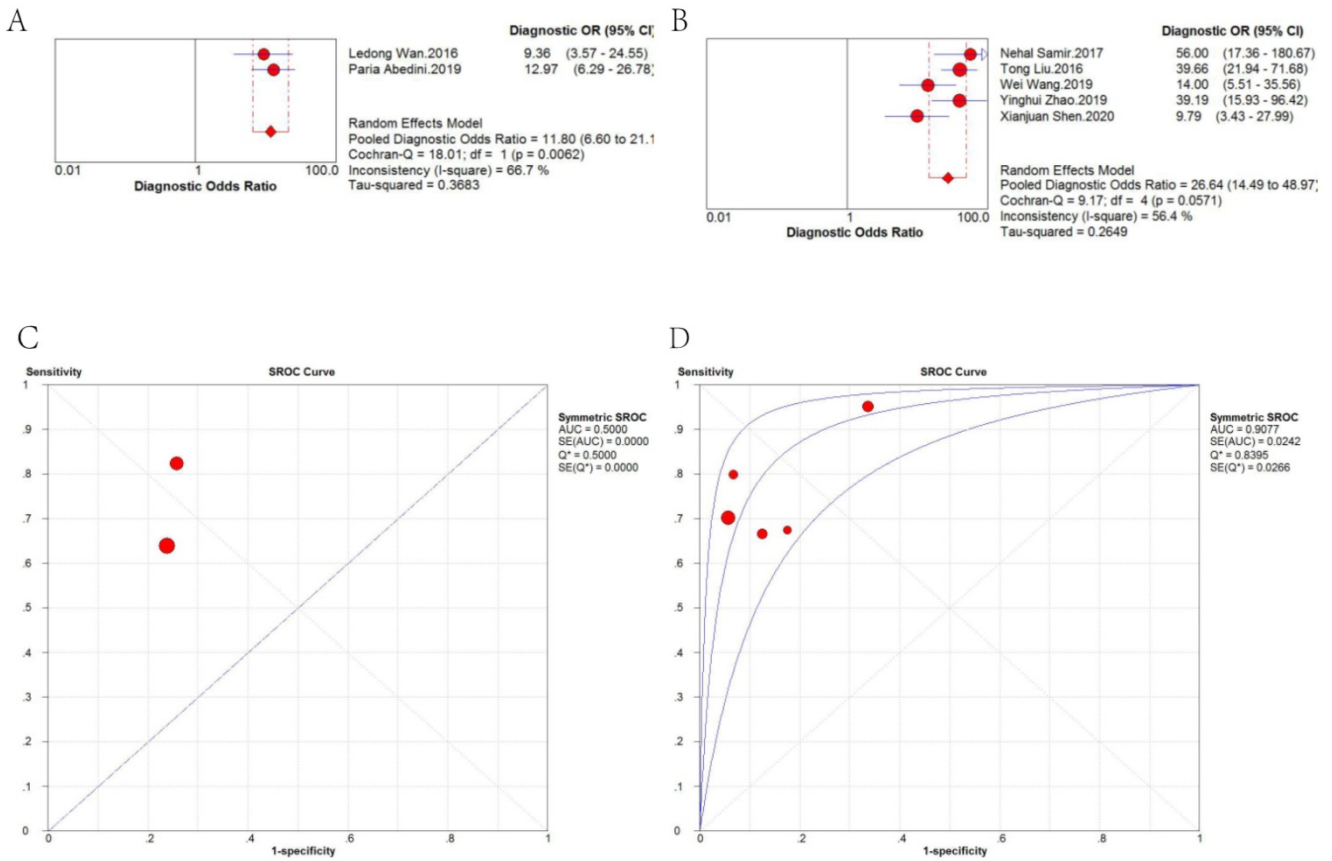 A
Diagnostic OR (95% CI)
Ledong Wan.2016 9.36 (3.57 - 24.55)
Paria Abedini.2019 12.97 (6.29 - 26.78)
Random Effects Model
Pooled Diagnostic Odds Ratio = 11.80 (6.60 to 21.1
Cochran-Q = 18.01; df = 1 (p = 0.0062)
Inconsistency (I-square) = 66.7 %
Tau-squared = 0.3683
0.01 1 100.0
Diagnostic Odds Ratio
B
Diagnostic OR (95% CI)
Nehal Samir.2017 56.00 (17.36 - 180.67)
Tong Liu.2016 39.66 (21.94 - 71.68)
Wei Wang.2019 14.00 (5.51 - 35.56)
Yinghui Zhao.2019 39.19 (15.93 - 96.42)
Xianjuan Shen.2020 9.79 (3.43 - 27.99)
Random Effects Model
Pooled Diagnostic Odds Ratio = 26.64 (14.49 to 48.97)
Cochran-Q = 9.17; df = 4 (p = 0.0571)
Inconsistency (I-square) = 56.4 %
Tau-squared = 0.2649
0.01 1 100.0
Diagnostic Odds Ratio
C
Sensitivity SROC Curve
1
.9
.8
.7
.6
.5
.4
.3
.2
.1
0
0 .2 .4 .6 .8 1
1-specificity
Symmetric SROC
AUC = 0.5000
SE(AUC) = 0.0000
Q* = 0.5000
SE(Q*) = 0.0000
D
Sensitivity SROC Curve
1
.9
.8
.7
.6
.5
.4
.3
.2
.1
0
0 .2 .4 .6 .8 1
1-specificity
Symmetric SROC
AUC = 0.9077
SE(AUC) = 0.0242
Q* = 0.8395
SE(Q*) = 0.0266